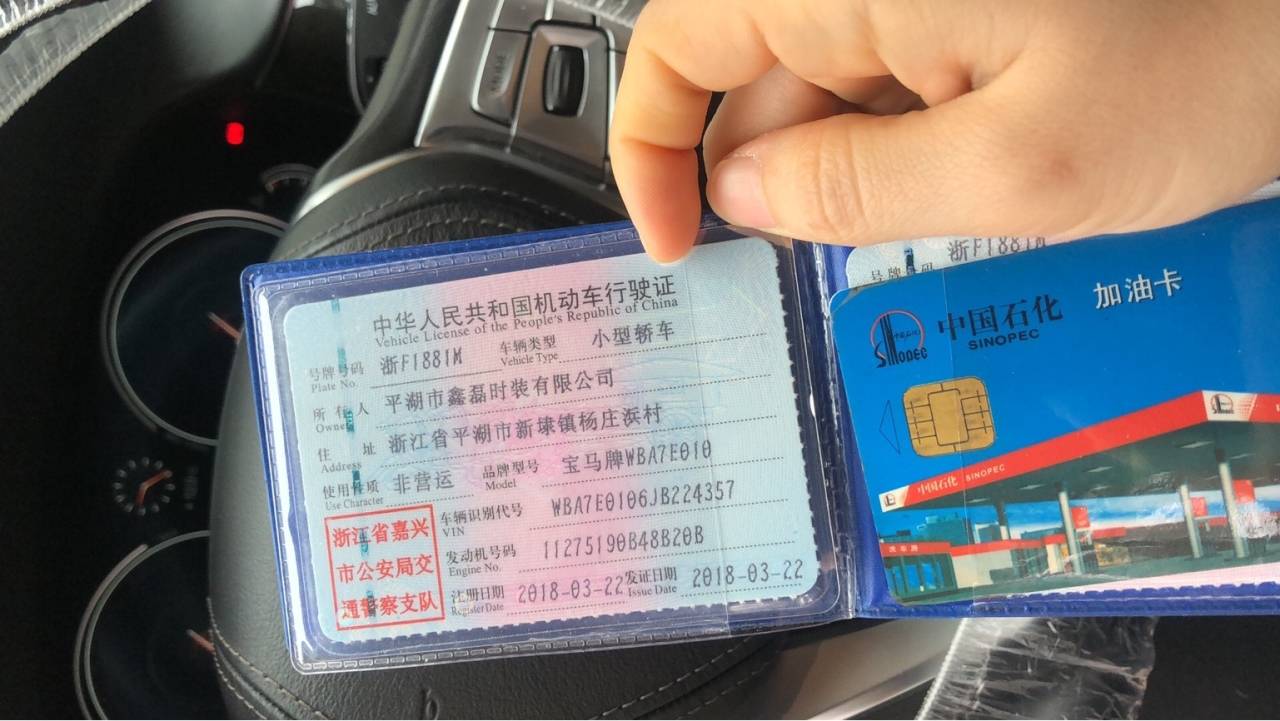 中华人民共和国机动车行驶证
Vehicle License of the People's Republic of China
号牌号码 浙F1881M 车辆类型 小型轿车
Plate No. Vehicle Type
所有人 平湖市鑫磊时装有限公司
Owner
住址 浙江省平湖市新埭镇杨庄浜村
Address
使用性质 非营运 品牌型号 宝马牌WBA7E010
Use Character Model
车辆识别代号 WBA7E0106JB224357
VIN
发动机号码 11275190B48B20B
Engine No.
注册日期 2018-03-22 发证日期 2018-03-22
Register Date Issue Date
浙江省嘉兴
市公安局交
通警察支队
号牌号码 浙F1881M
中国石化 加油卡
SINOPEC
SINOPEC
中国石化 SINOPEC